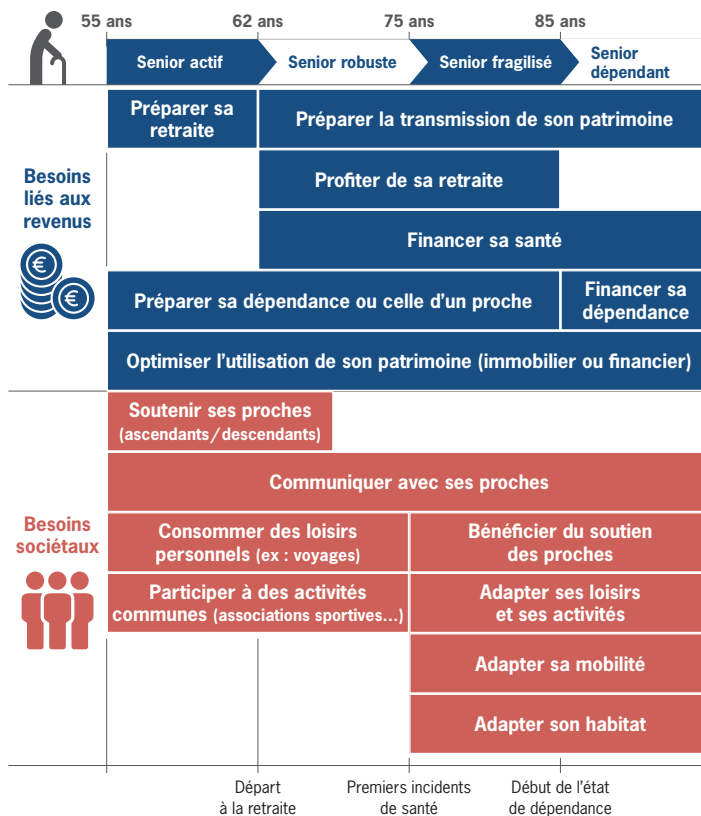 55 ans
62 ans
75 ans
85 ans
Senior actif
Senior robuste
Senior fragilisé
Senior
dépendant
Besoins
liés aux
revenus
€
€
Préparer sa
retraite
Préparer la transmission de son patrimoine
Profiter de sa retraite
Financer sa santé
Préparer sa dépendance ou celle d'un proche
Financer sa
dépendance
Optimiser l'utilisation de son patrimoine (immobilier ou financier)
Besoins
sociétaux
Soutenir ses proches
(ascendants/descendants)
Communiquer avec ses proches
Consommer des loisirs
personnels (ex : voyages)
Bénéficier du soutien
des proches
Participer à des activités
communes (associations sportives...)
Adapter ses loisirs
et ses activités
Adapter sa mobilité
Adapter son habitat
Départ
à la retraite
Premiers incidents
de santé
Début de l'état
de dépendance